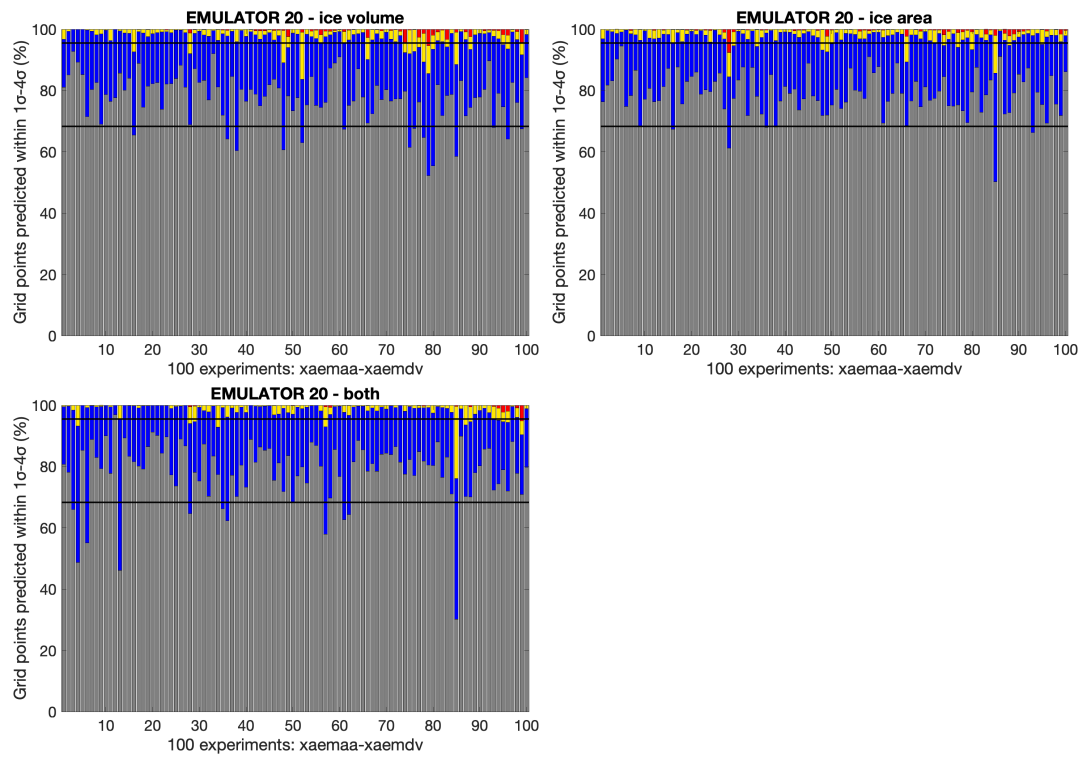 EMULATOR 20 - ice volume
Grid points predicted within 1σ-4σ (%)
100
80
60
40
20
0
10 20 30 40 50 60 70 80 90 100
100 experiments: xaemaa-xaemdv
EMULATOR 20 - ice area
Grid points predicted within 1σ-4σ (%)
100
80
60
40
20
0
10 20 30 40 50 60 70 80 90 100
100 experiments: xaemaa-xaemdv
EMULATOR 20 - both
Grid points predicted within 1σ-4σ (%)
100
80
60
40
20
0
10 20 30 40 50 60 70 80 90 100
100 experiments: xaemaa-xaemdv